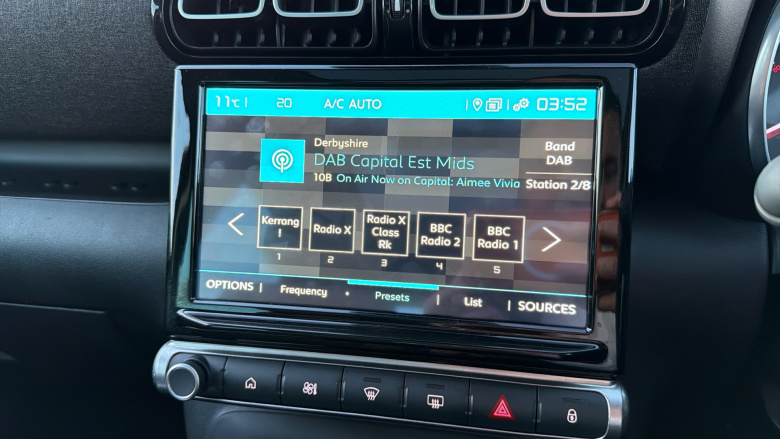 11°C 20 A/C AUTO 03:52
Derbyshire
DAB Capital Est Mids
10B On Air Now on Capital: Aimee Vivia
Band
DAB
Station 2/8
Kerrang
!
1
Radio X
2
Radio X
Class
Rk
3
BBC
Radio 2
4
BBC
Radio 1
5
OPTIONS Frequency Presets List SOURCES